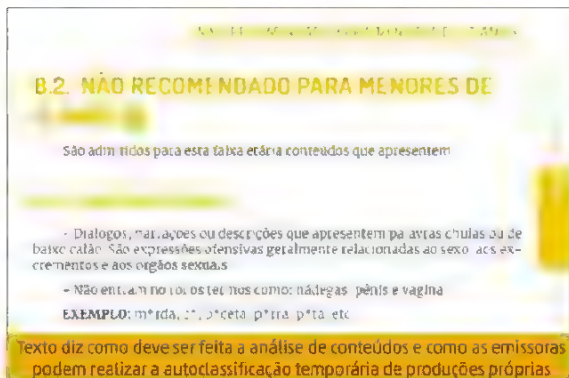 B.2. NÃO RECOMENDADO PARA MENORES DE
São admitidos para esta faixa etária conteúdos que apresentem
- Diálogos, narrações ou descrições que apresentem palavras chulas ou de
baixo calão. São expressões ofensivas geralmente relacionadas ao sexo, aos ex-
crementos e aos órgãos sexuais
- Não entram no rol os termos como: nádegas, pênis e vagina
EXEMPLO: m*rda, c*, b*ceta, p*rra, p*ta, etc
Texto diz como deve ser feita a análise de conteúdos e como as emissoras
podem realizar a autoclassificação temporária de produções próprias